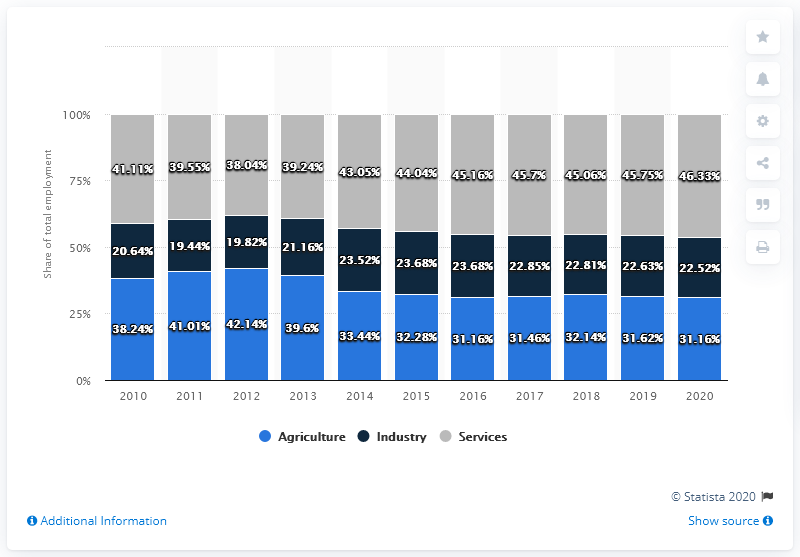 100%
75%
50%
25%
0%
Share of total employment
41.11% 39.55% 38.04% 39.24% 43.05% 44.04% 45.16% 45.7% 45.06% 45.75% 46.33%
20.64% 19.44% 19.82% 21.16% 23.52% 23.68% 23.68% 22.85% 22.81% 22.63% 22.52%
38.24% 41.01% 42.14% 39.6% 33.44% 32.28% 31.16% 31.46% 32.14% 31.62% 31.16%
2010 2011 2012 2013 2014 2015 2016 2017 2018 2019 2020
Agriculture Industry Services
© Statista 2020
Additional Information Show source